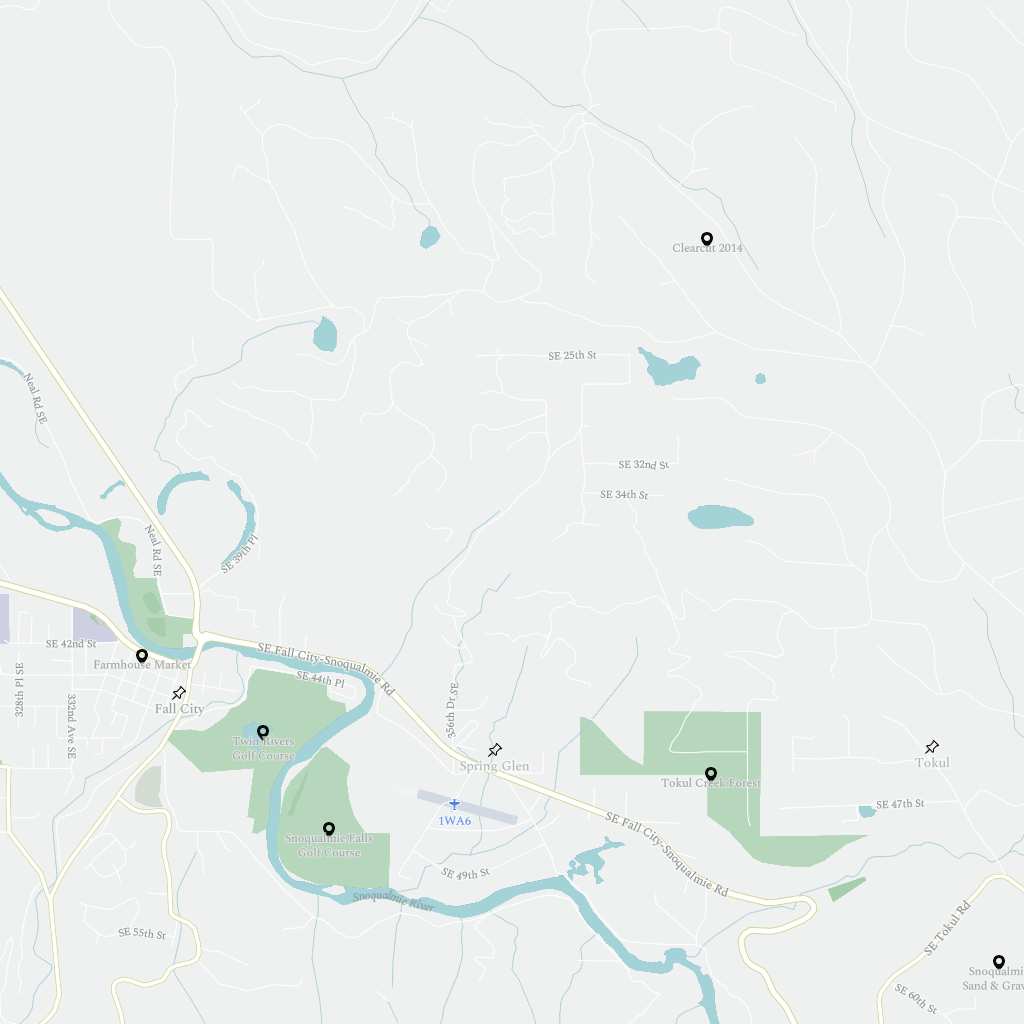 Clearcut 2014
SE 25th St
Neal Rd SE
SE 32nd St
SE 34th St
Neal Rd SE
SE 39th Pl
SE 42nd St
SE Fall City-Snoqualmie Rd
Farmhouse Market
SE 44th Pl
328th Pl SE
332nd Ave SE
356th Dr SE
Fall City
Twin Rivers
Golf Course
Spring Glen
Tokul
Tokul Creek Forest
1WA6
SE 47th St
SE Fall City-Snoqualmie Rd
Snoqualmie Falls
Golf Course
SE 49th St
Snoqualmie River
SE 55th St
SE Tokul Rd
Snoqualmi
Sand & Grav
SE 60th St